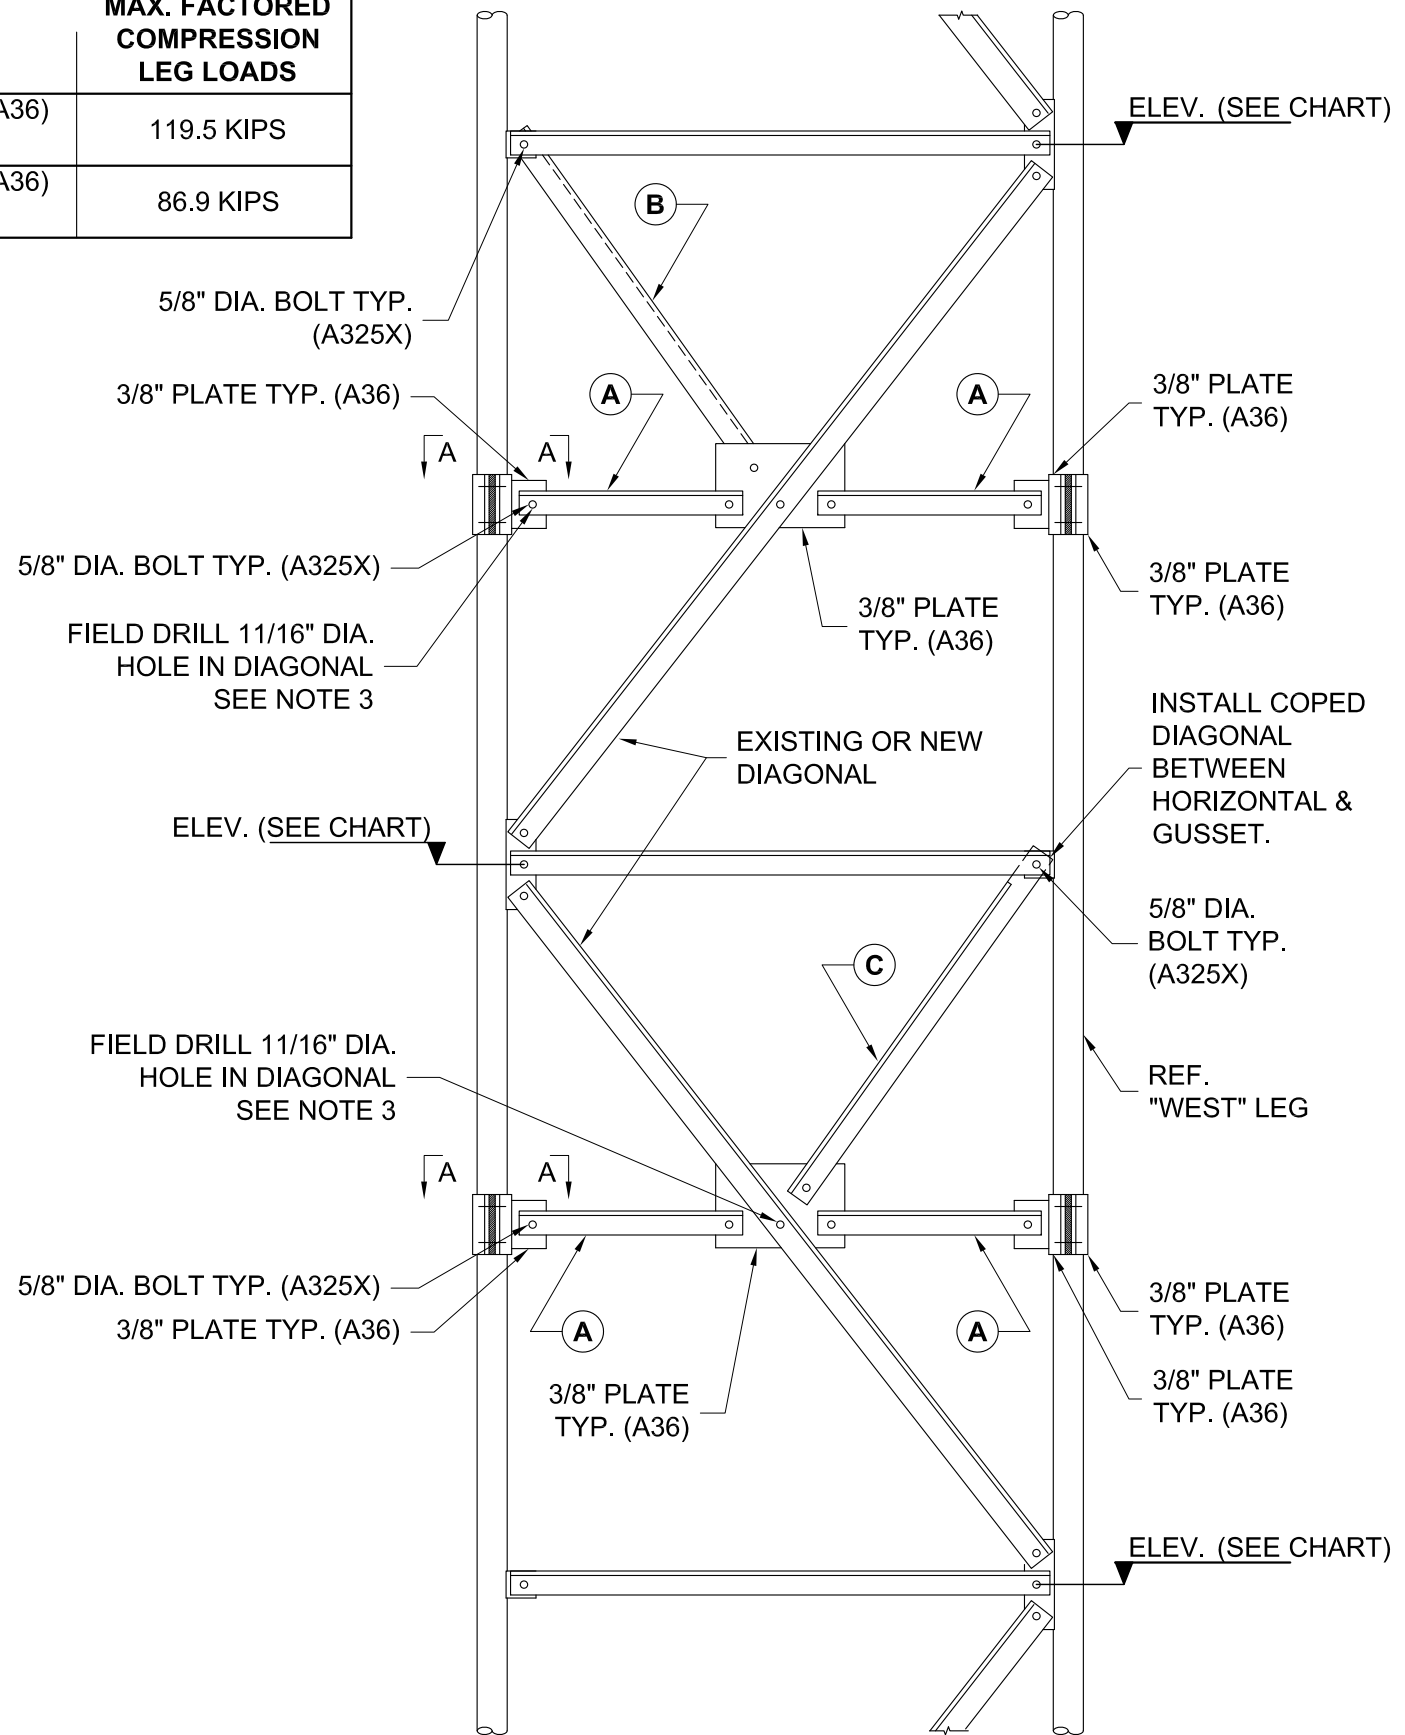 MAX. FACTORED
COMPRESSION
LEG LOADS
A36)
119.5 KIPS
A36)
86.9 KIPS
ELEV. (SEE CHART)
B
5/8" DIA. BOLT TYP.
(A325X)
3/8" PLATE TYP. (A36)
A
A
3/8" PLATE
TYP. (A36)
A
A
5/8" DIA. BOLT TYP. (A325X)
3/8" PLATE
TYP. (A36)
3/8" PLATE
TYP. (A36)
FIELD DRILL 11/16" DIA.
HOLE IN DIAGONAL
SEE NOTE 3
INSTALL COPED
DIAGONAL
BETWEEN
HORIZONTAL &
GUSSET.
EXISTING OR NEW
DIAGONAL
ELEV. (SEE CHART)
5/8" DIA.
BOLT TYP.
(A325X)
C
FIELD DRILL 11/16" DIA.
HOLE IN DIAGONAL
SEE NOTE 3
REF.
"WEST" LEG
A
A
5/8" DIA. BOLT TYP. (A325X)
3/8" PLATE TYP. (A36)
A
A
3/8" PLATE
TYP. (A36)
3/8" PLATE
TYP. (A36)
3/8" PLATE
TYP. (A36)
ELEV. (SEE CHART)